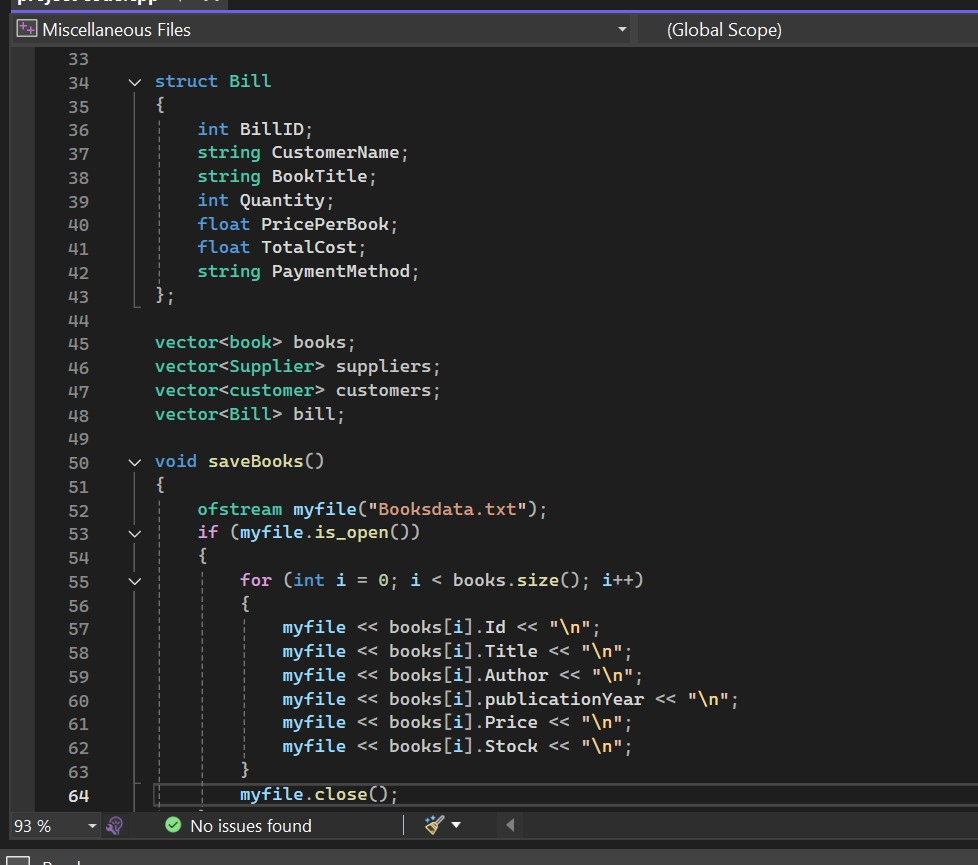 Miscellaneous Files (Global Scope)
33
34 struct Bill
35 {
36 int BillID;
37 string CustomerName;
38 string BookTitle;
39 int Quantity;
40 float PricePerBook;
41 float TotalCost;
42 string PaymentMethod;
43 };
44
45 vector<book> books;
46 vector<Supplier> suppliers;
47 vector<customer> customers;
48 vector<Bill> bill;
49
50 void saveBooks()
51 {
52 ofstream myfile("Booksdata.txt");
53 if (myfile.is_open())
54 {
55 for (int i = 0; i < books.size(); i++)
56 {
57 myfile << books[i].Id << "\n";
58 myfile << books[i].Title << "\n";
59 myfile << books[i].Author << "\n";
60 myfile << books[i].publicationYear << "\n";
61 myfile << books[i].Price << "\n";
62 myfile << books[i].Stock << "\n";
63 }
64 myfile.close();
93 % No issues found